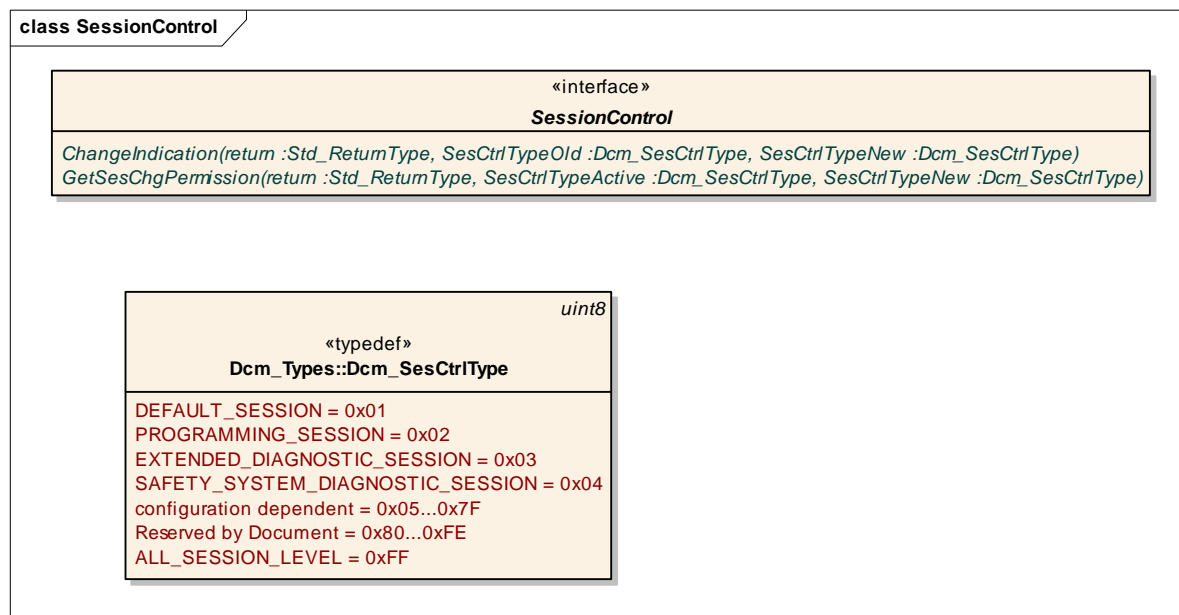 class SessionControl
«interface»
SessionControl
ChangeIndication(return :Std_ReturnType, SesCtrlTypeOld :Dcm_SesCtrlType, SesCtrlTypeNew :Dcm_SesCtrlType)
GetSesChgPermission(return :Std_ReturnType, SesCtrlTypeActive :Dcm_SesCtrlType, SesCtrlTypeNew :Dcm_SesCtrlType)
uint8
«typedef»
Dcm_Types::Dcm_SesCtrlType
DEFAULT_SESSION = 0x01
PROGRAMMING_SESSION = 0x02
EXTENDED_DIAGNOSTIC_SESSION = 0x03
SAFETY_SYSTEM_DIAGNOSTIC_SESSION = 0x04
configuration dependent = 0x05...0x7F
Reserved by Document = 0x80...0xFE
ALL_SESSION_LEVEL = 0xFF